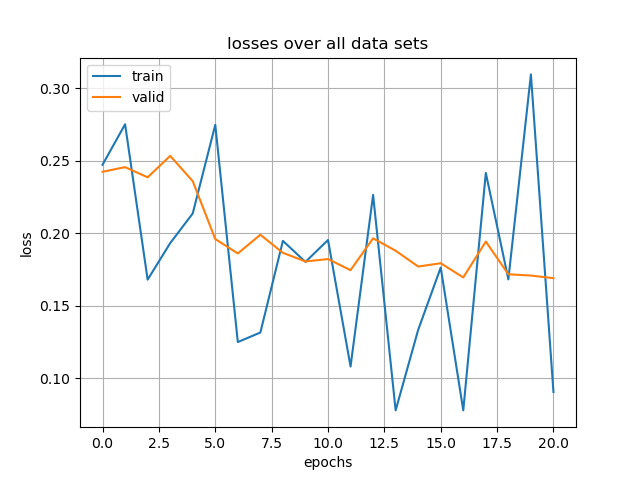 losses over all data sets
train
valid
0.30
0.25
0.20
0.15
0.10
loss
0.0 2.5 5.0 7.5 10.0 12.5 15.0 17.5 20.0
epochs